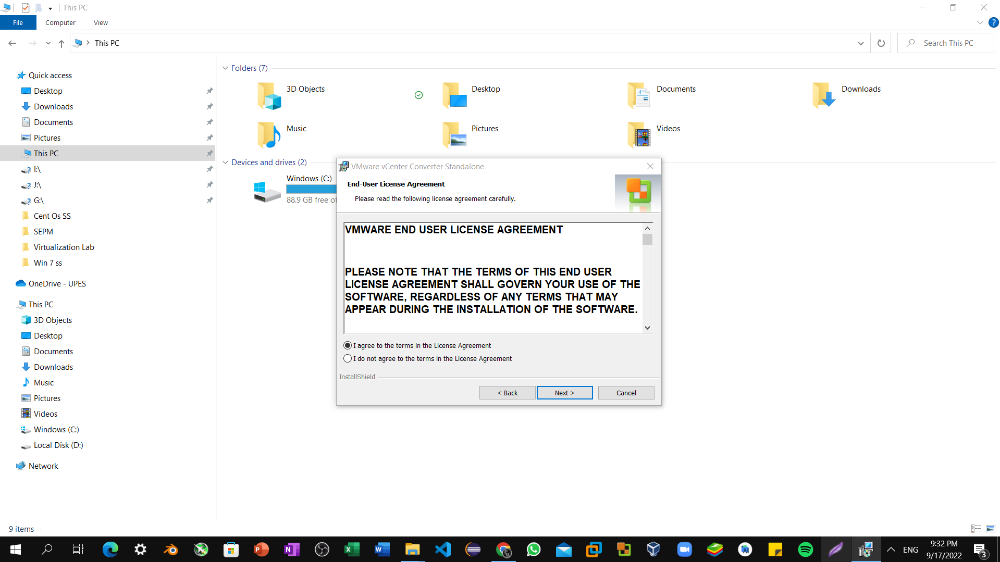 This PC
File
Computer
View
This PC
Search This PC
Quick access
Desktop
Downloads
Documents
Pictures
This PC
I:\
J:\
G:\
Cent Os SS
SEPM
Virtualization Lab
Win 7 ss
OneDrive - UPES
This PC
3D Objects
Desktop
Documents
Downloads
Music
Pictures
Videos
Windows (C:)
Local Disk (D:)
Network
Folders (7)
3D Objects
Desktop
Documents
Downloads
Music
Pictures
Videos
Devices and drives (2)
Windows (C:)
88.9 GB free of
VMware vCenter Converter Standalone
End-User License Agreement
Please read the following license agreement carefully.
VMWARE END USER LICENSE AGREEMENT
PLEASE NOTE THAT THE TERMS OF THIS END USER
LICENSE AGREEMENT SHALL GOVERN YOUR USE OF THE
SOFTWARE, REGARDLESS OF ANY TERMS THAT MAY
APPEAR DURING THE INSTALLATION OF THE SOFTWARE.
I agree to the terms in the License Agreement
I do not agree to the terms in the License Agreement
InstallShield
< Back
Next >
Cancel
9 items
ENG
9:32 PM
9/17/2022
3